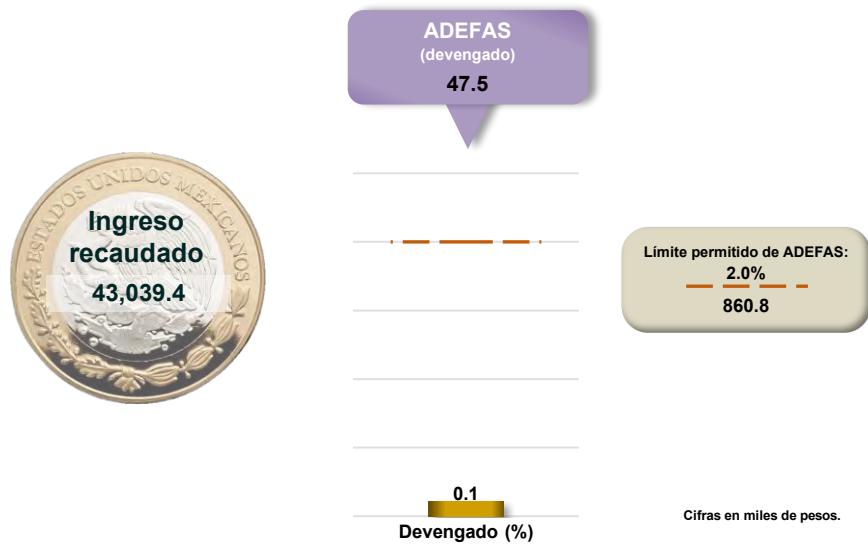 ADEFAS
(devengado)
47.5
ESTADOS UNIDOS MEXICANOS
Ingreso
recaudado
43,039.4
Límite permitido de ADEFAS:
2.0%
860.8
0.1
Devengado (%)
Cifras en miles de pesos.